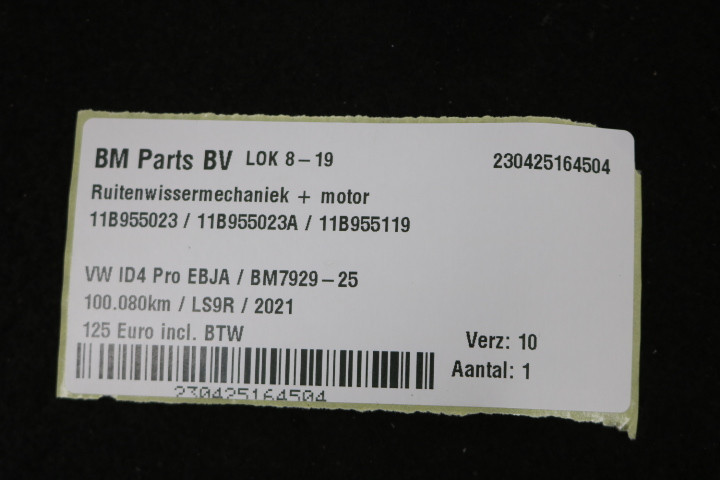 BM Parts BV LOK 8-19 230425164504
Ruitenwissermechaniek + motor
11B955023 / 11B955023A / 11B955119
VW ID4 Pro EBJA / BM7929-25
100.080km / LS9R / 2021
125 Euro incl. BTW
Verz: 10
Aantal: 1
230425164504